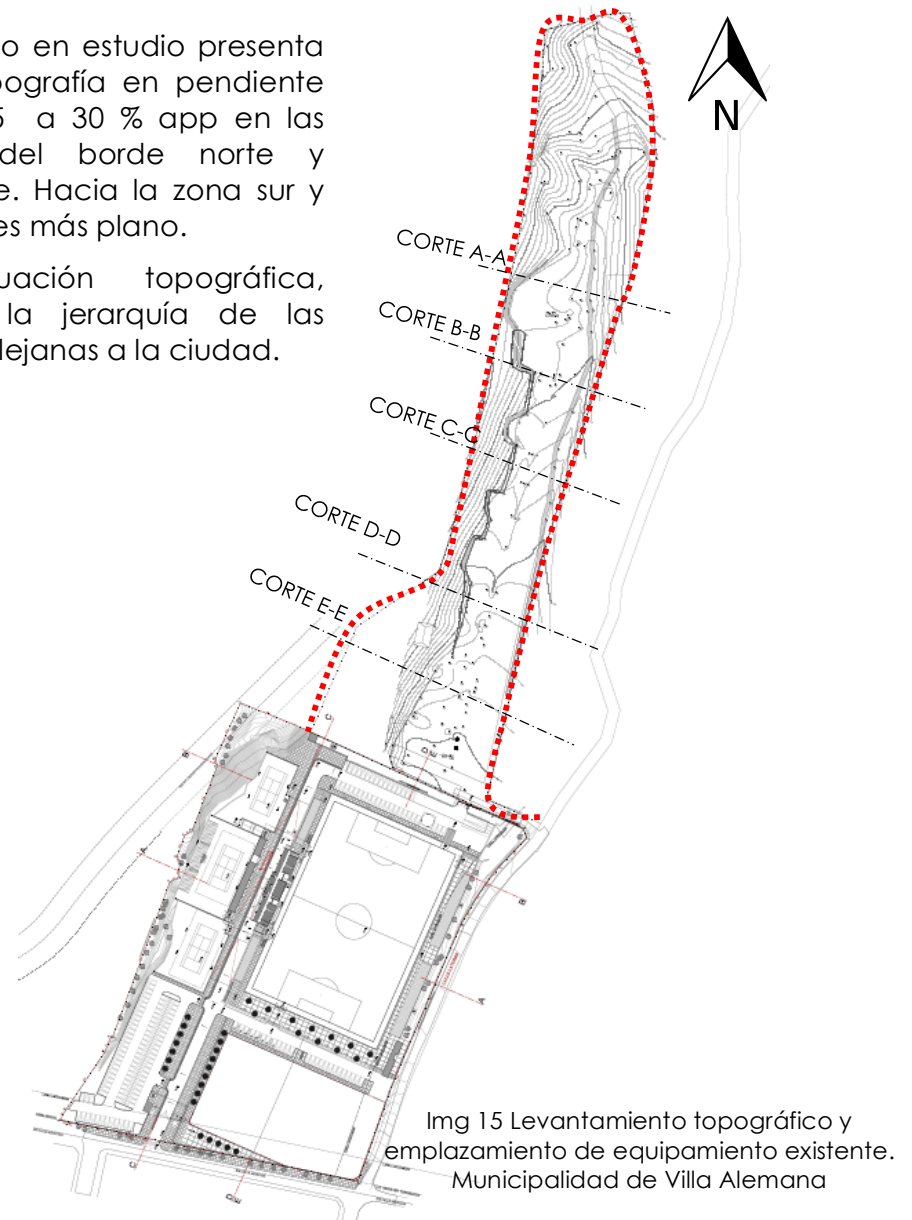 o en estudio presenta
pografía en pendiente
5 a 30 % app en las
del borde norte y
e. Hacia la zona sur y
es más plano.
uación topográfica,
la jerarquía de las
lejanas a la ciudad.
N
CORTE A-A
CORTE B-B
CORTE C-C
CORTE D-D
CORTE E-E
Img 15 Levantamiento topográfico y
emplazamiento de equipamiento existente.
Municipalidad de Villa Alemana